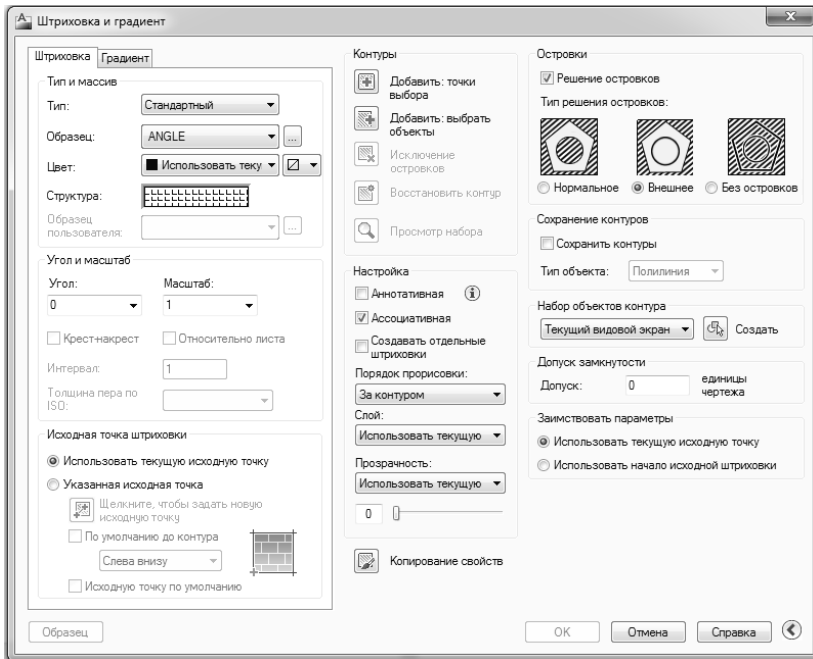 Штриховка и градиент
Штриховка
Градиент
Тип и массив
Тип:
Стандартный
Образец:
ANGLE
...
Цвет:
Использовать теку
Структура:
Образец
пользователя:
...
Угол и масштаб
Угол:
Масштаб:
0
1
Крест-накрест
Относительно листа
Интервал:
1
Толщина пера по
ISO:
Исходная точка штриховки
Использовать текущую исходную точку
Указанная исходная точка
Щелкните, чтобы задать новую
исходную точку
По умолчанию до контура
Слева внизу
Исходную точку по умолчанию
Контуры
Добавить: точки
выбора
Добавить: выбрать
объекты
Исключение
островков
Восстановить контур
Просмотр набора
Настройка
Аннотативная
Ассоциативная
Создавать отдельные
штриховки
Порядок прорисовки:
За контуром
Слой:
Использовать текущую
Прозрачность:
Использовать текущую
0
Копирование свойств
Островки
Решение островков
Тип решения островков:
Нормальное
Внешнее
Без островков
Сохранение контуров
Сохранить контуры
Тип объекта:
Полилиния
Набор объектов контура
Текущий видовой экран
Создать
Допуск замкнутости
Допуск:
0
единицы
чертежа
Заимствовать параметры
Использовать текущую исходную точку
Использовать начало исходной штриховки
Образец
OK
Отмена
Справка